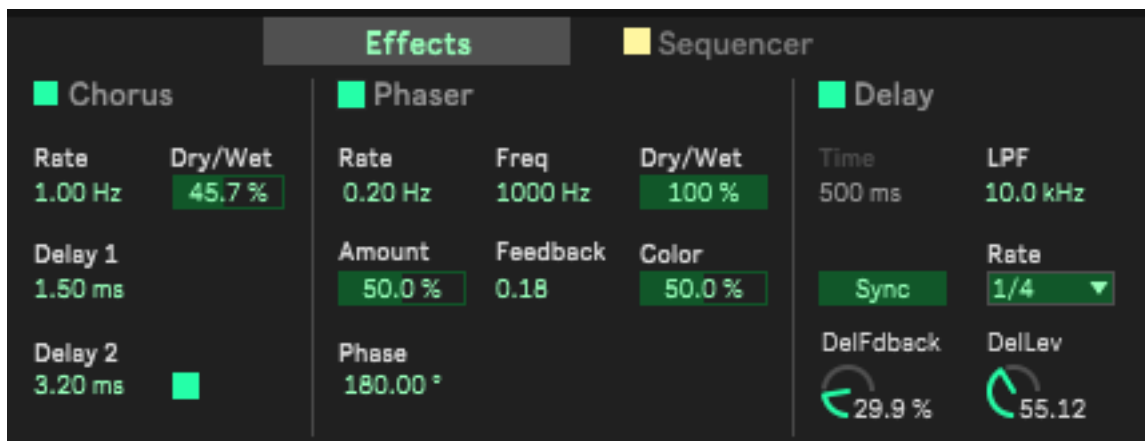 Effects
Sequencer
Chorus
Rate Dry/Wet
1.00 Hz 45.7 %
Delay 1
1.50 ms
Delay 2
3.20 ms
Phaser
Rate Freq Dry/Wet
0.20 Hz 1000 Hz 100 %
Amount Feedback Color
50.0 % 0.18 50.0 %
Phase
180.00 °
Delay
Time LPF
500 ms 10.0 kHz
Rate
Sync 1/4
DelFdback DelLev
29.9 % 55.12